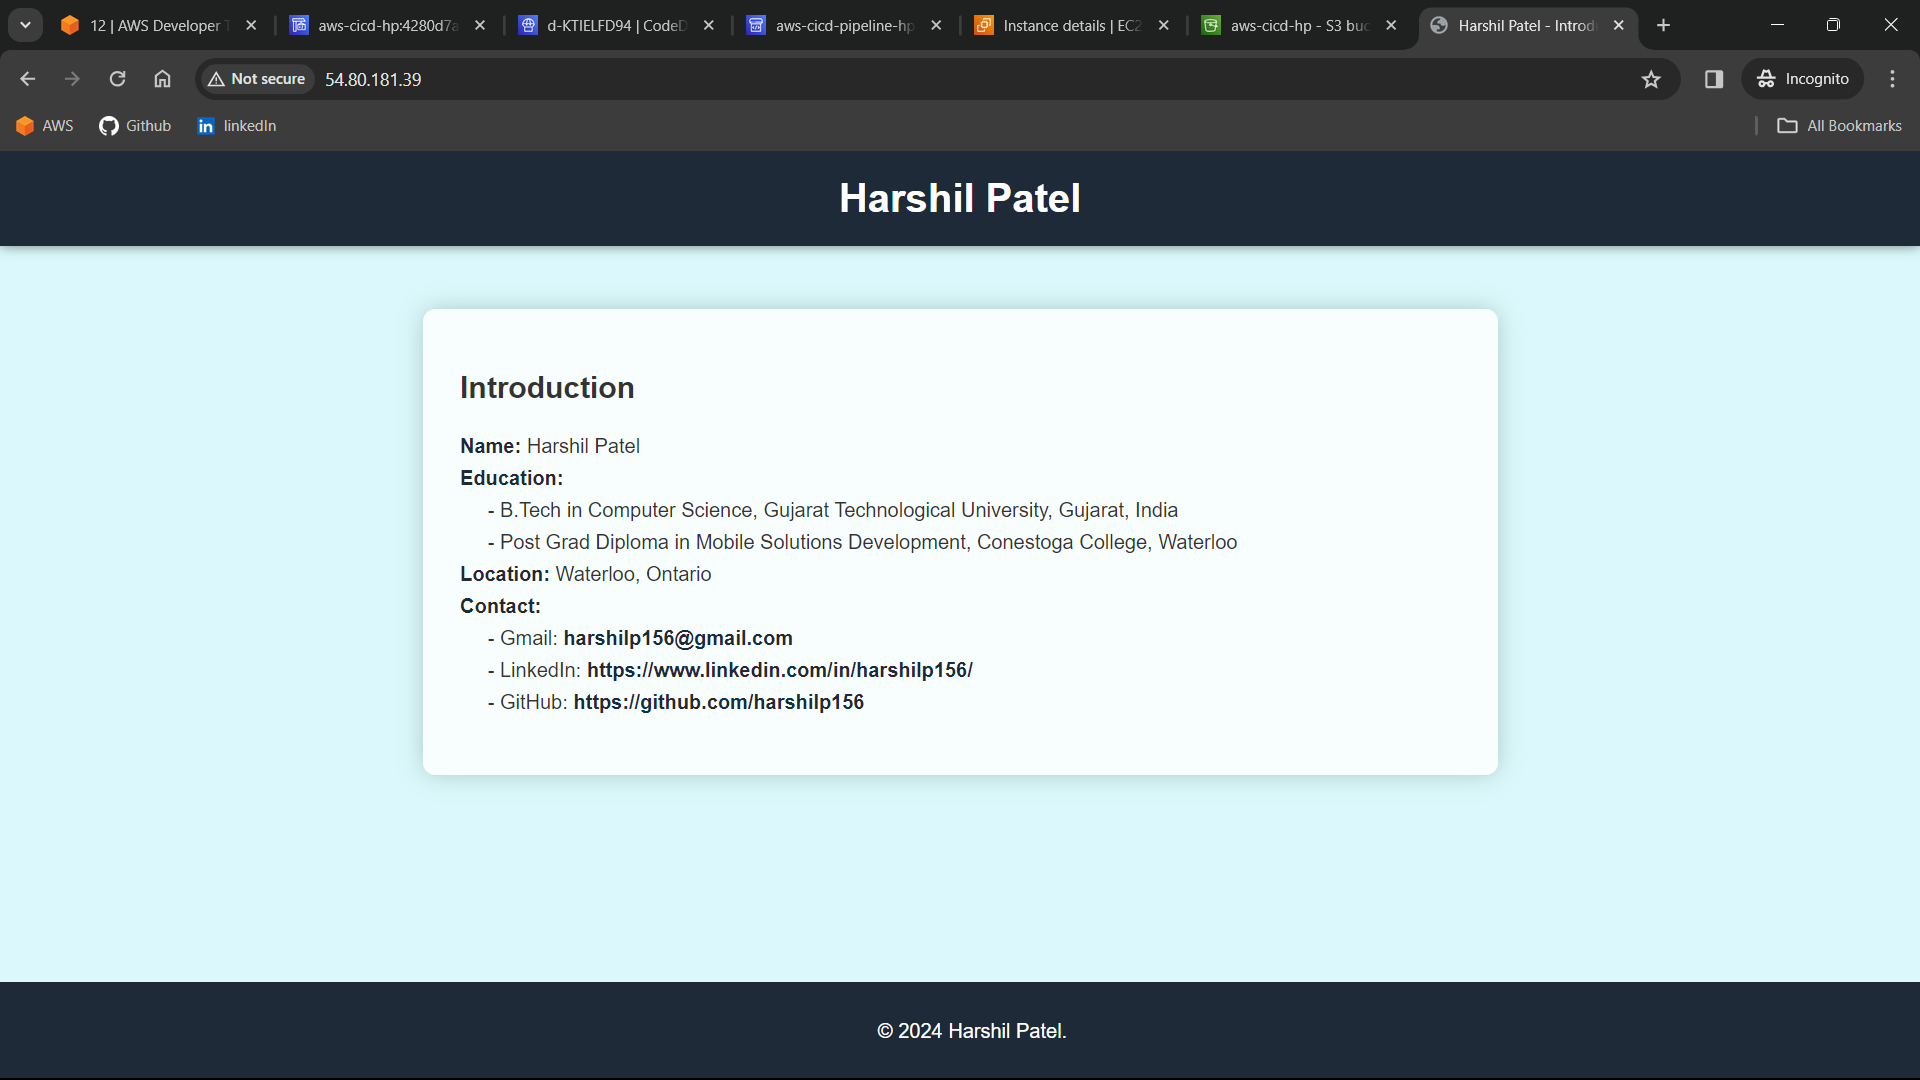 12 | AWS Developer T
aws-cicd-hp:4280d7a
d-KTIELFD94 | CodeD
aws-cicd-pipeline-hp
Instance details | EC2
aws-cicd-hp - S3 buc
Harshil Patel - Introd
Not secure
54.80.181.39
Incognito
AWS
Github
in
linkedIn
All Bookmarks
Harshil Patel
Introduction
Name: Harshil Patel
Education:
- B.Tech in Computer Science, Gujarat Technological University, Gujarat, India
- Post Grad Diploma in Mobile Solutions Development, Conestoga College, Waterloo
Location: Waterloo, Ontario
Contact:
- Gmail: harshilp156@gmail.com
- LinkedIn: https://www.linkedin.com/in/harshilp156/
- GitHub: https://github.com/harshilp156
© 2024 Harshil Patel.